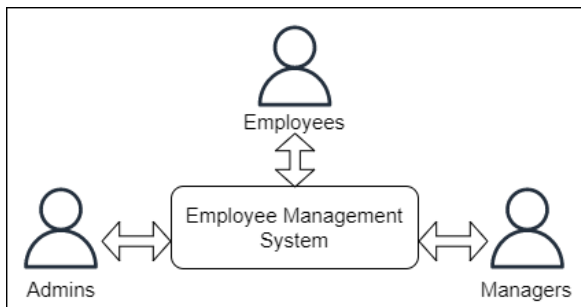 Employees
Employee Management
System
Admins
Managers